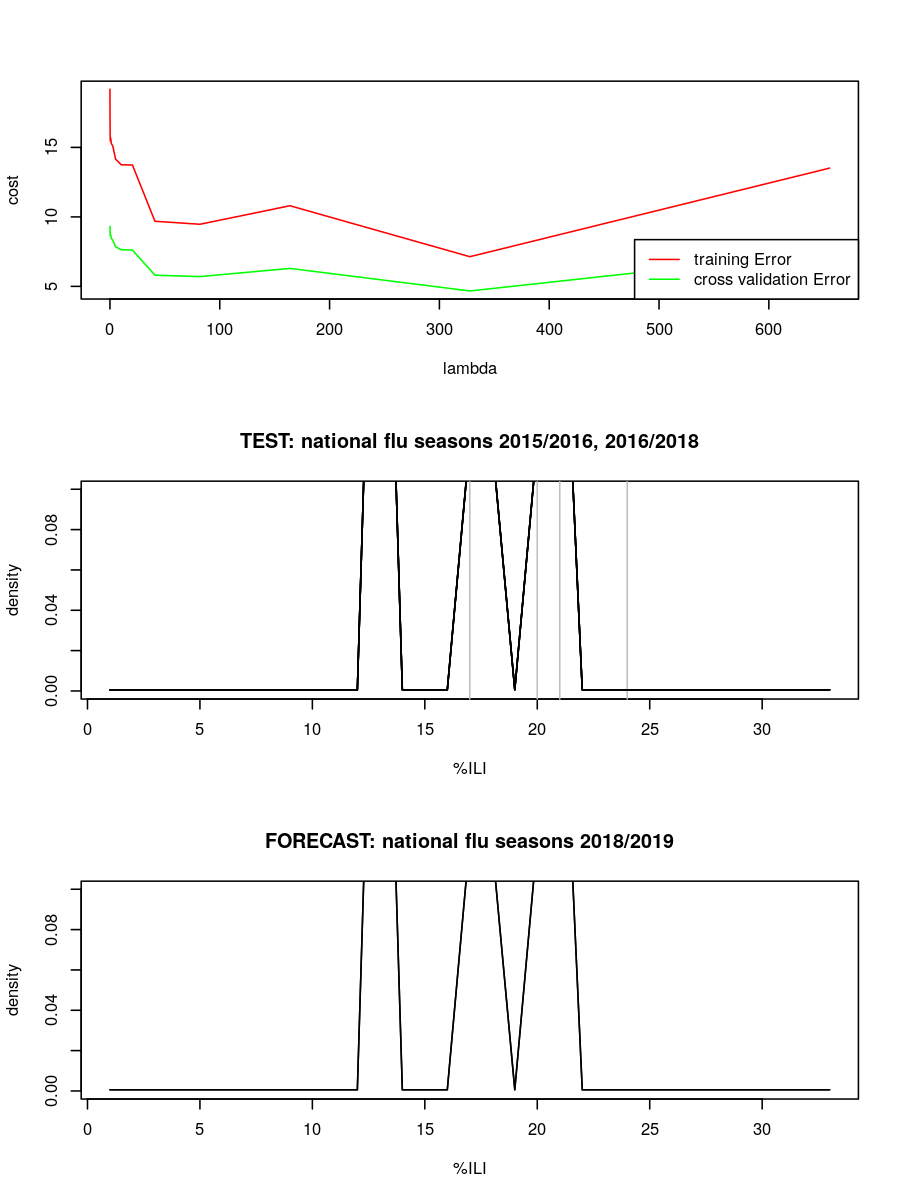 15
10
5
cost
training Error
cross validation Error
0 100 200 300 400 500 600
lambda
TEST: national flu seasons 2015/2016, 2016/2018
0.08
0.04
0.00
density
0 5 10 15 20 25 30
%ILI
FORECAST: national flu seasons 2018/2019
0.08
0.04
0.00
density
0 5 10 15 20 25 30
%ILI